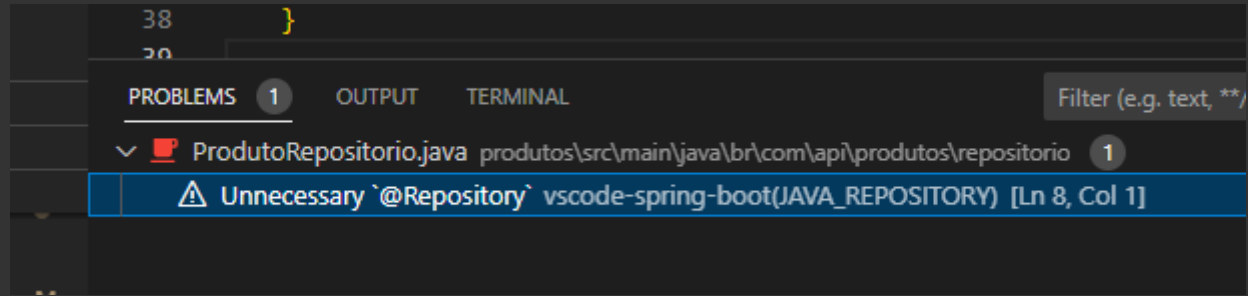 38 }
39
PROBLEMS 1 OUTPUT TERMINAL Filter (e.g. text, **/
ProdutoRepositorio.java produtos\src\main\java\br\com\api\produtos\repositorio 1
Unnecessary `@Repository` vscode-spring-boot(JAVA_REPOSITORY) [Ln 8, Col 1]